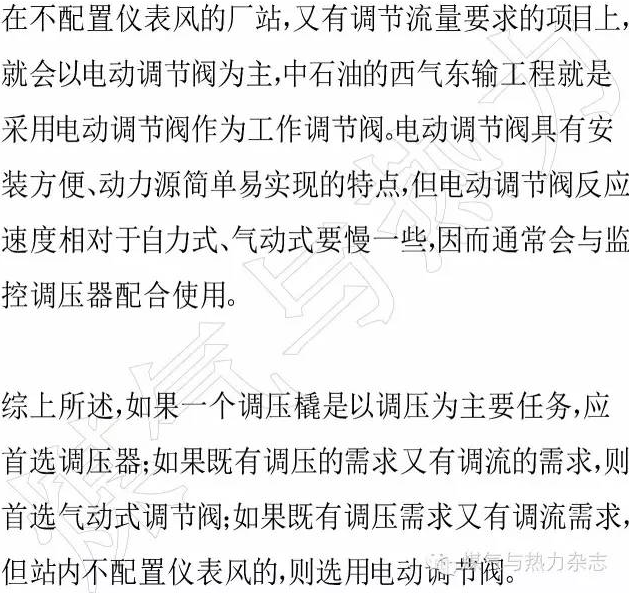 在不配置仪表风的厂站,又有调节流量要求的项目上,
就会以电动调节阀为主,中石油的西气东输工程就是
采用电动调节阀作为工作调节阀。电动调节阀具有安
装方便、动力源简单易实现的特点,但电动调节阀反应
速度相对于自力式、气动式要慢一些,因而通常会与监
控调压器配合使用。
综上所述,如果一个调压橇是以调压为主要任务,应
首选调压器;如果既有调压的需求又有调流的需求,则
首选气动式调节阀;如果既有调压需求又有调流需求,
但站内不配置仪表风的,则选用电动调节阀。
煤气与热力杂志
煤气与热力